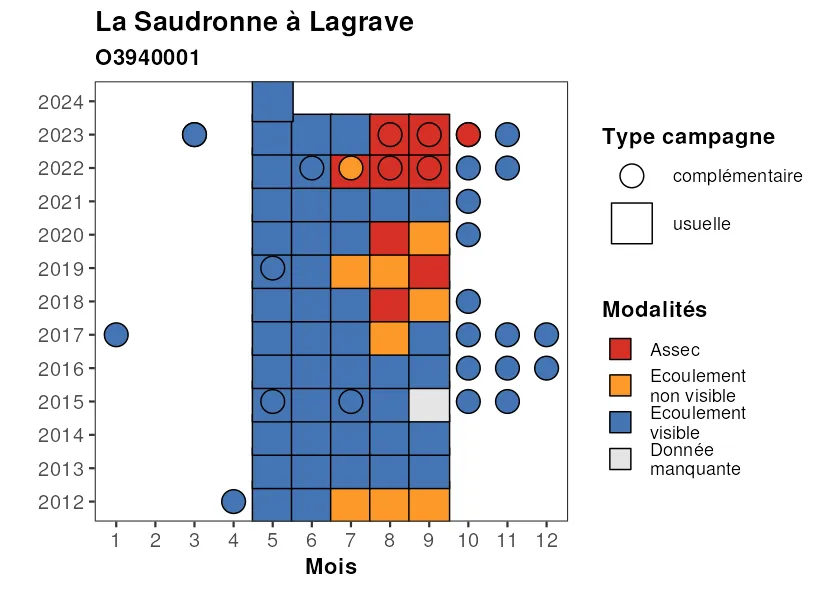 La Saudronne à Lagrave
O3940001
2024
2023
2022
2021
2020
2019
2018
2017
2016
2015
2014
2013
2012
1 2 3 4 5 6 7 8 9 10 11 12
Mois
Type campagne
complémentaire
usuelle
Modalités
Assec
Ecoulement
non visible
Ecoulement
visible
Donnée
manquante